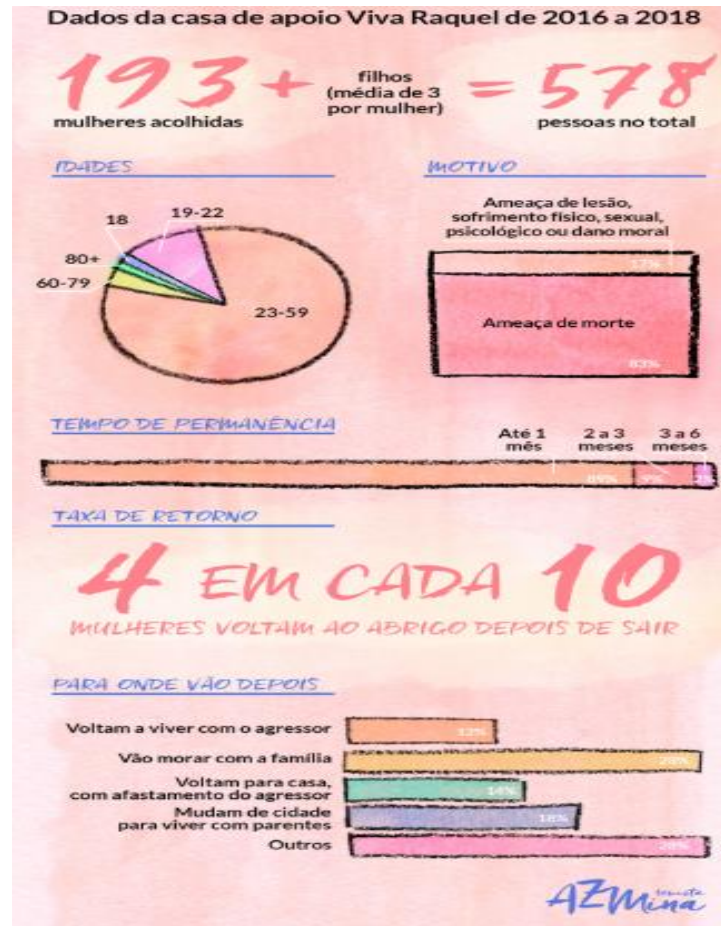 Dados da casa de apoio Viva Raquel de 2016 a 2018
193 + filhos (média de 3 por mulher) = 578
mulheres acolhidas
pessoas no total
IDADES
18
19-22
80+
60-79
23-59
MOTIVO
Ameaça de lesão,
sofrimento físico, sexual,
psicológico ou dano moral
17%
Ameaça de morte
83%
TEMPO DE PERMANÊNCIA
Até 1
mês
2 a 3
meses
3 a 6
meses
89%
9%
TAXA DE RETORNO
4 EM CADA 10
MULHERES VOLTAM AO ABRIGO DEPOIS DE SAIR
PARA ONDE VÃO DEPOIS
Voltam a viver com o agressor
12%
Vão morar com a família
28%
Voltam para casa,
com afastamento do agressor
14%
Mudam de cidade
para viver com parentes
18%
Outros
28%
revista
AZMina